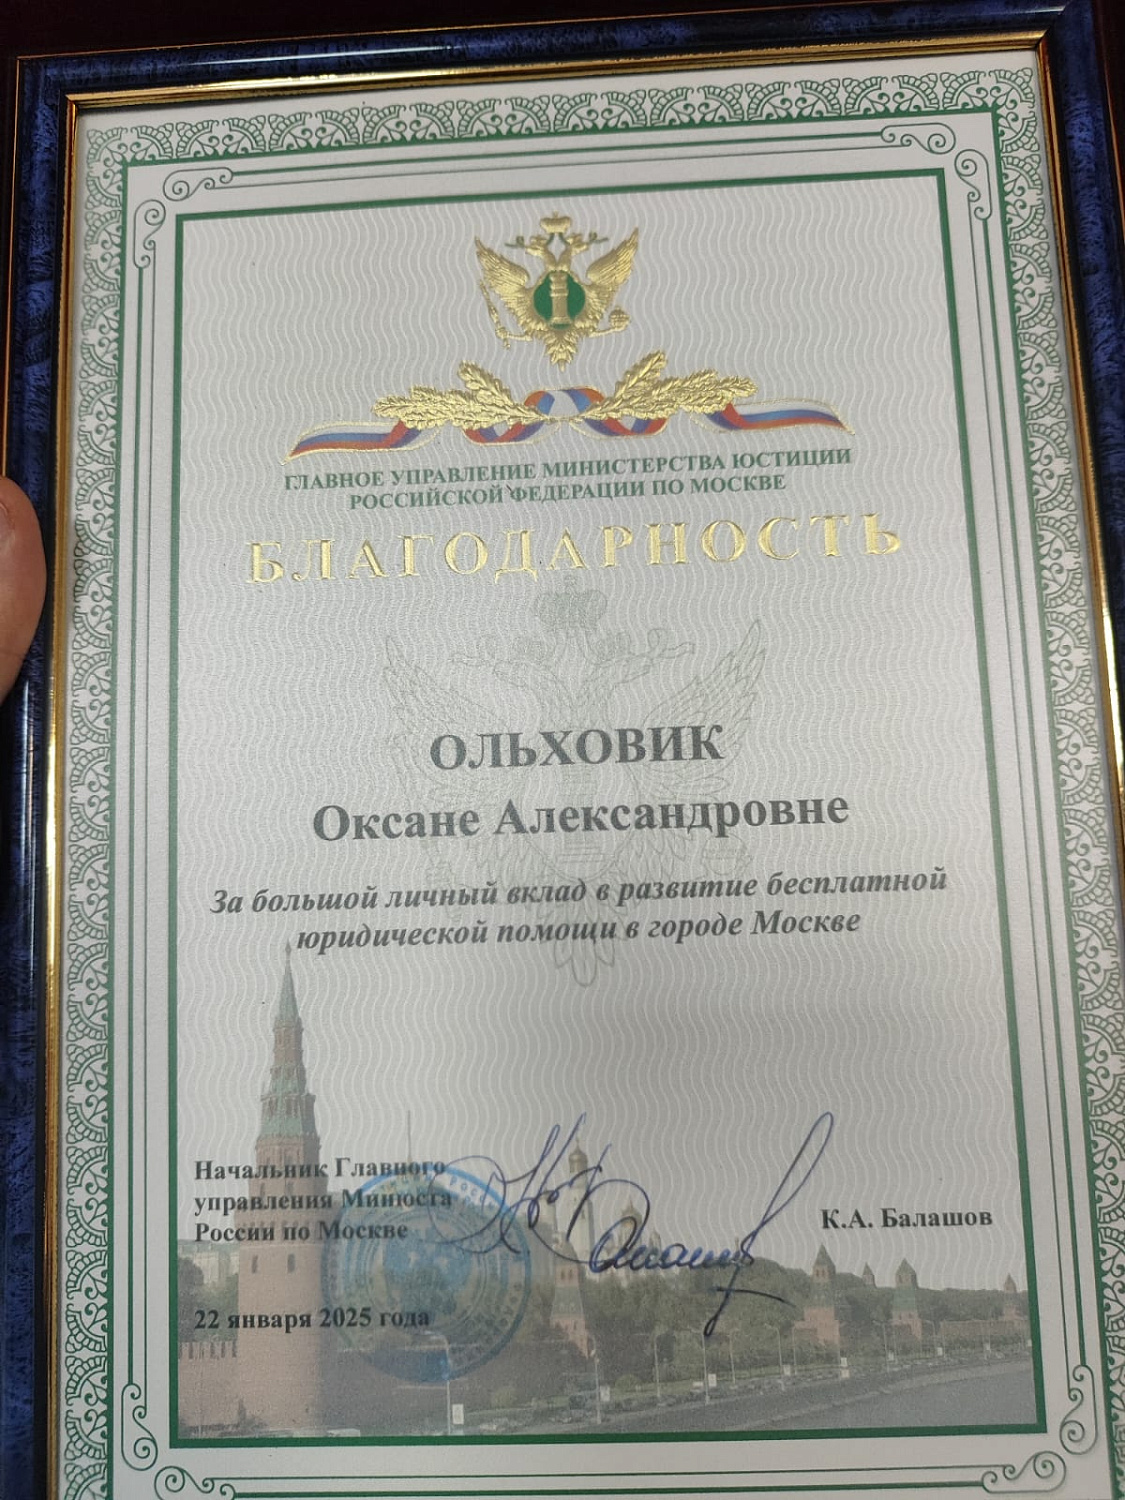 ГЛАВНОЕ УПРАВЛЕНИЕ МИНИСТЕРСТВА ЮСТИЦИИ
РОССИЙСКОЙ ФЕДЕРАЦИИ ПО МОСКВЕ
БЛАГОДАРНОСТЬ
ОЛЬХОВИК
Оксане Александровне
За большой личный вклад в развитие бесплатной
юридической помощи в городе Москве
Начальник Главного
управления Минюста
России по Москве
К.А. Балашов
22 января 2025 года